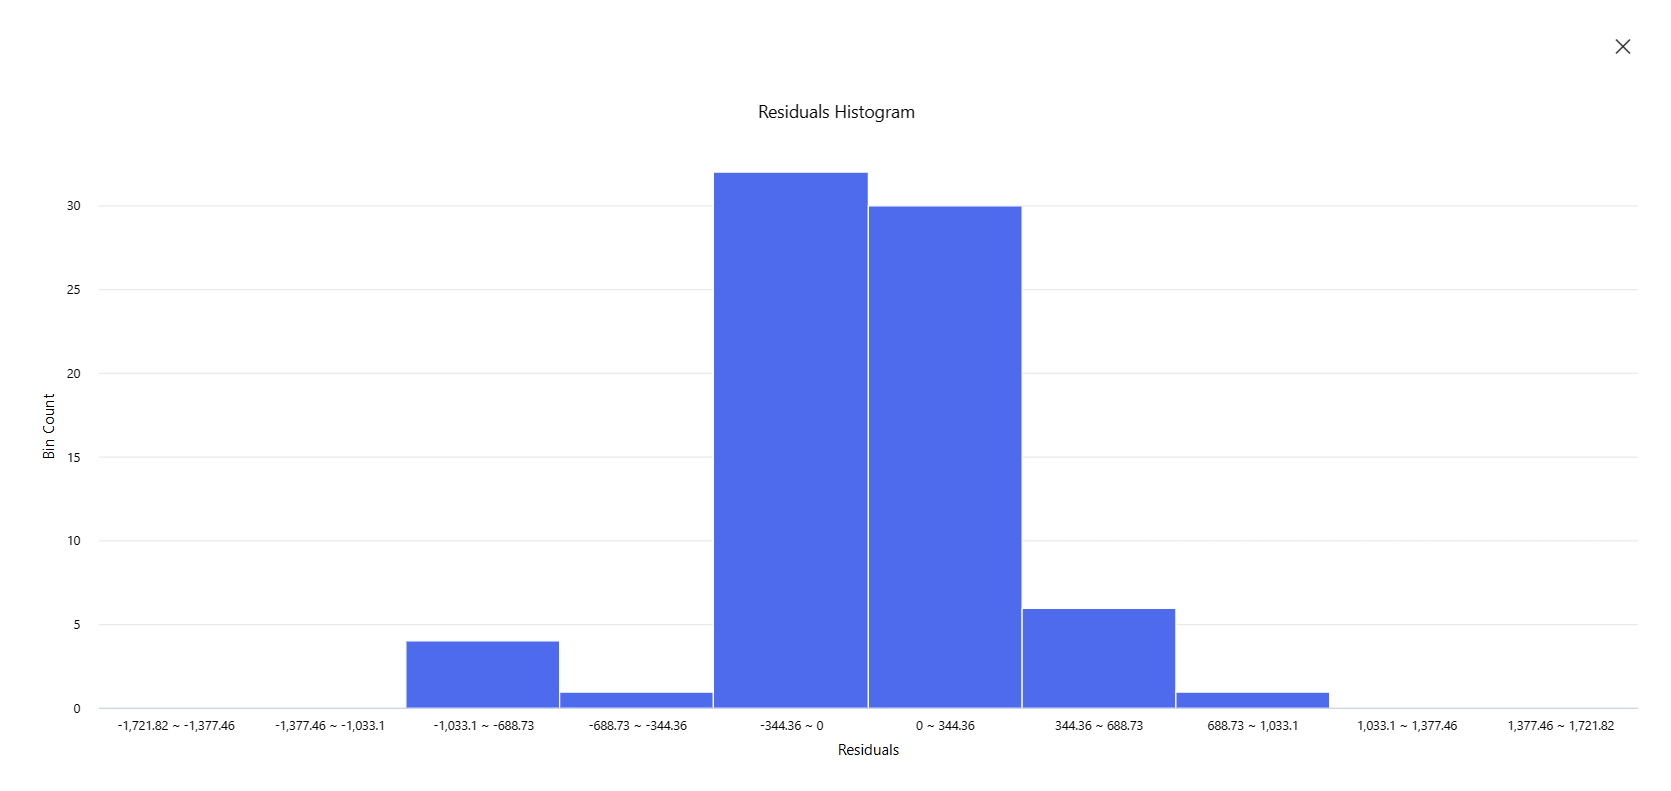 Residuals Histogram
30
25
20
15
10
5
0
Bin Count
-1,721.82 ~ -1,377.46
-1,377.46 ~ -1,033.1
-1,033.1 ~ -688.73
-688.73 ~ -344.36
-344.36 ~ 0
0 ~ 344.36
344.36 ~ 688.73
688.73 ~ 1,033.1
1,033.1 ~ 1,377.46
1,377.46 ~ 1,721.82
Residuals